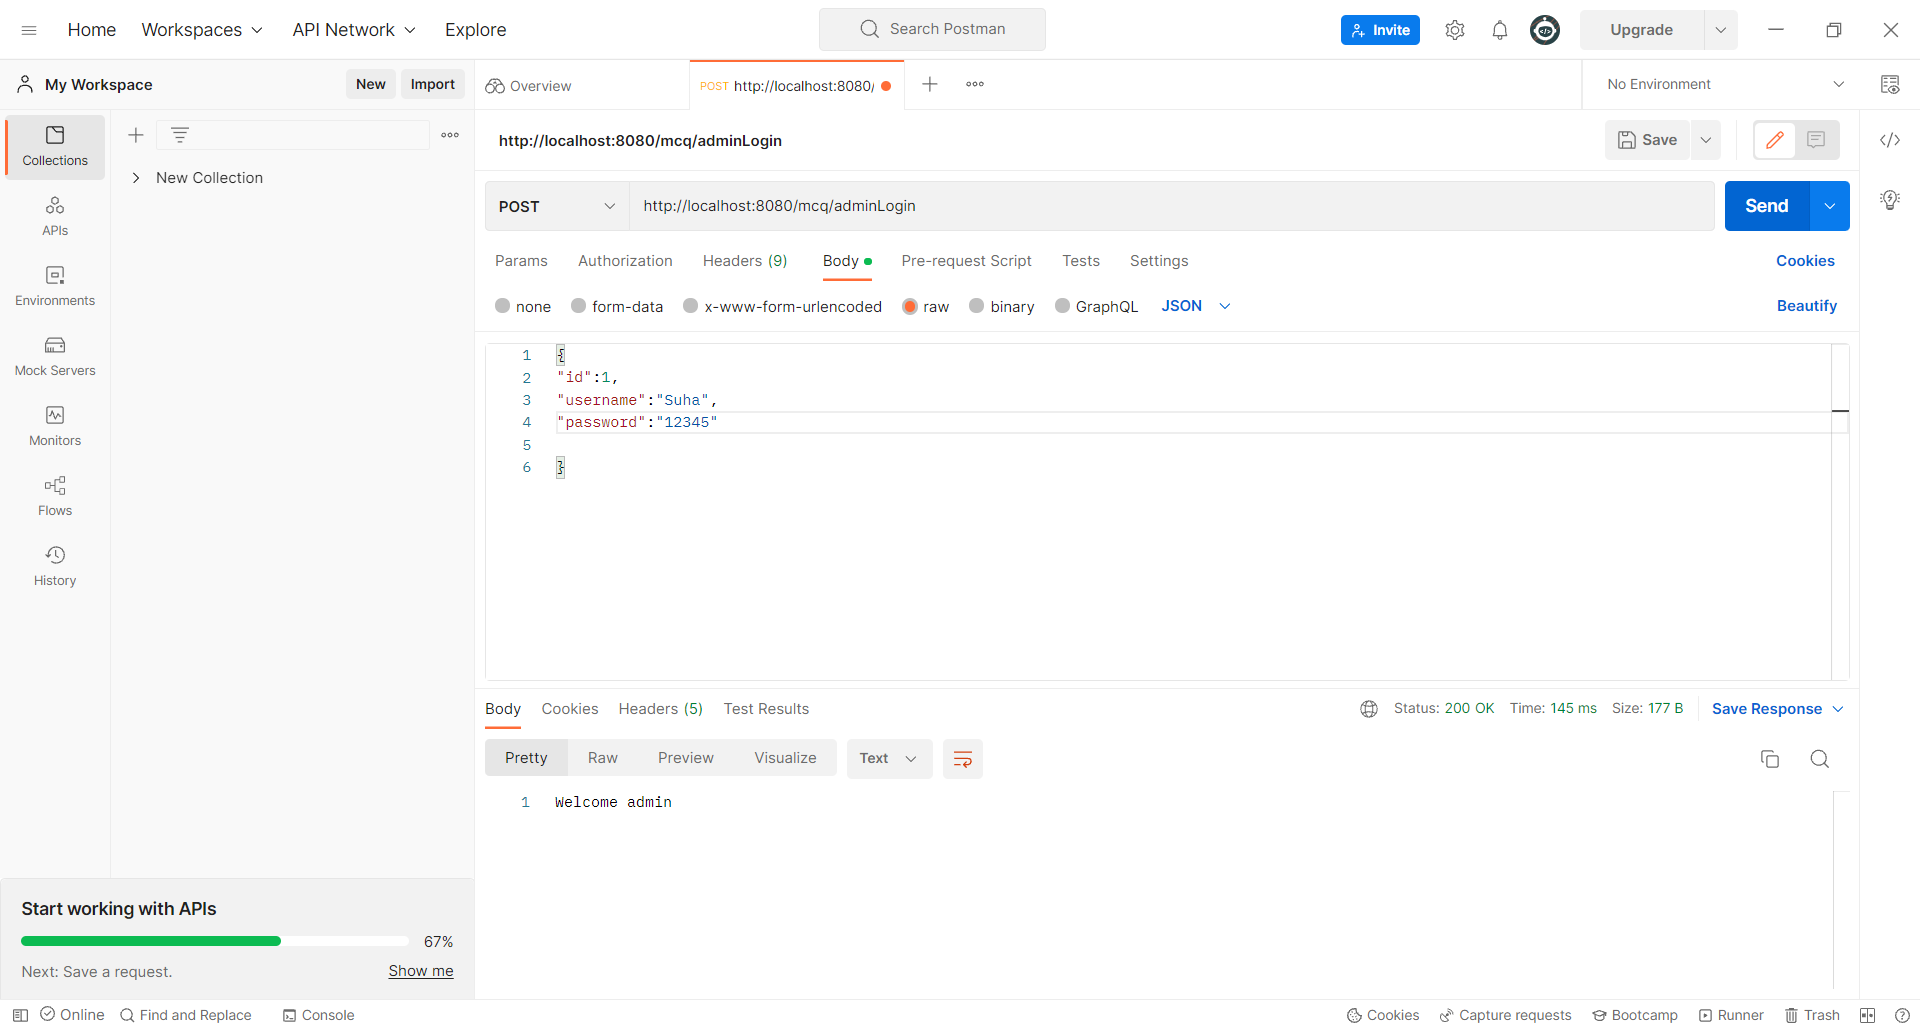 Home Workspaces API Network Explore Search Postman Invite Upgrade
My Workspace New Import Overview POST http://localhost:8080/ No Environment
Collections
New Collection
APIs
Environments
Mock Servers
Monitors
Flows
History
http://localhost:8080/mcq/adminLogin Save
POST http://localhost:8080/mcq/adminLogin Send
Params Authorization Headers (9) Body Pre-request Script Tests Settings Cookies
none form-data x-www-form-urlencoded raw binary GraphQL JSON Beautify
1 {
2 "id":1,
3 "username":"Suha",
4 "password":"12345"
5
6 }
Body Cookies Headers (5) Test Results Status: 200 OK Time: 145 ms Size: 177 B Save Response
Pretty Raw Preview Visualize Text
1 Welcome admin
Start working with APIs
67%
Next: Save a request. Show me
Online Find and Replace Console Cookies Capture requests Bootcamp Runner Trash